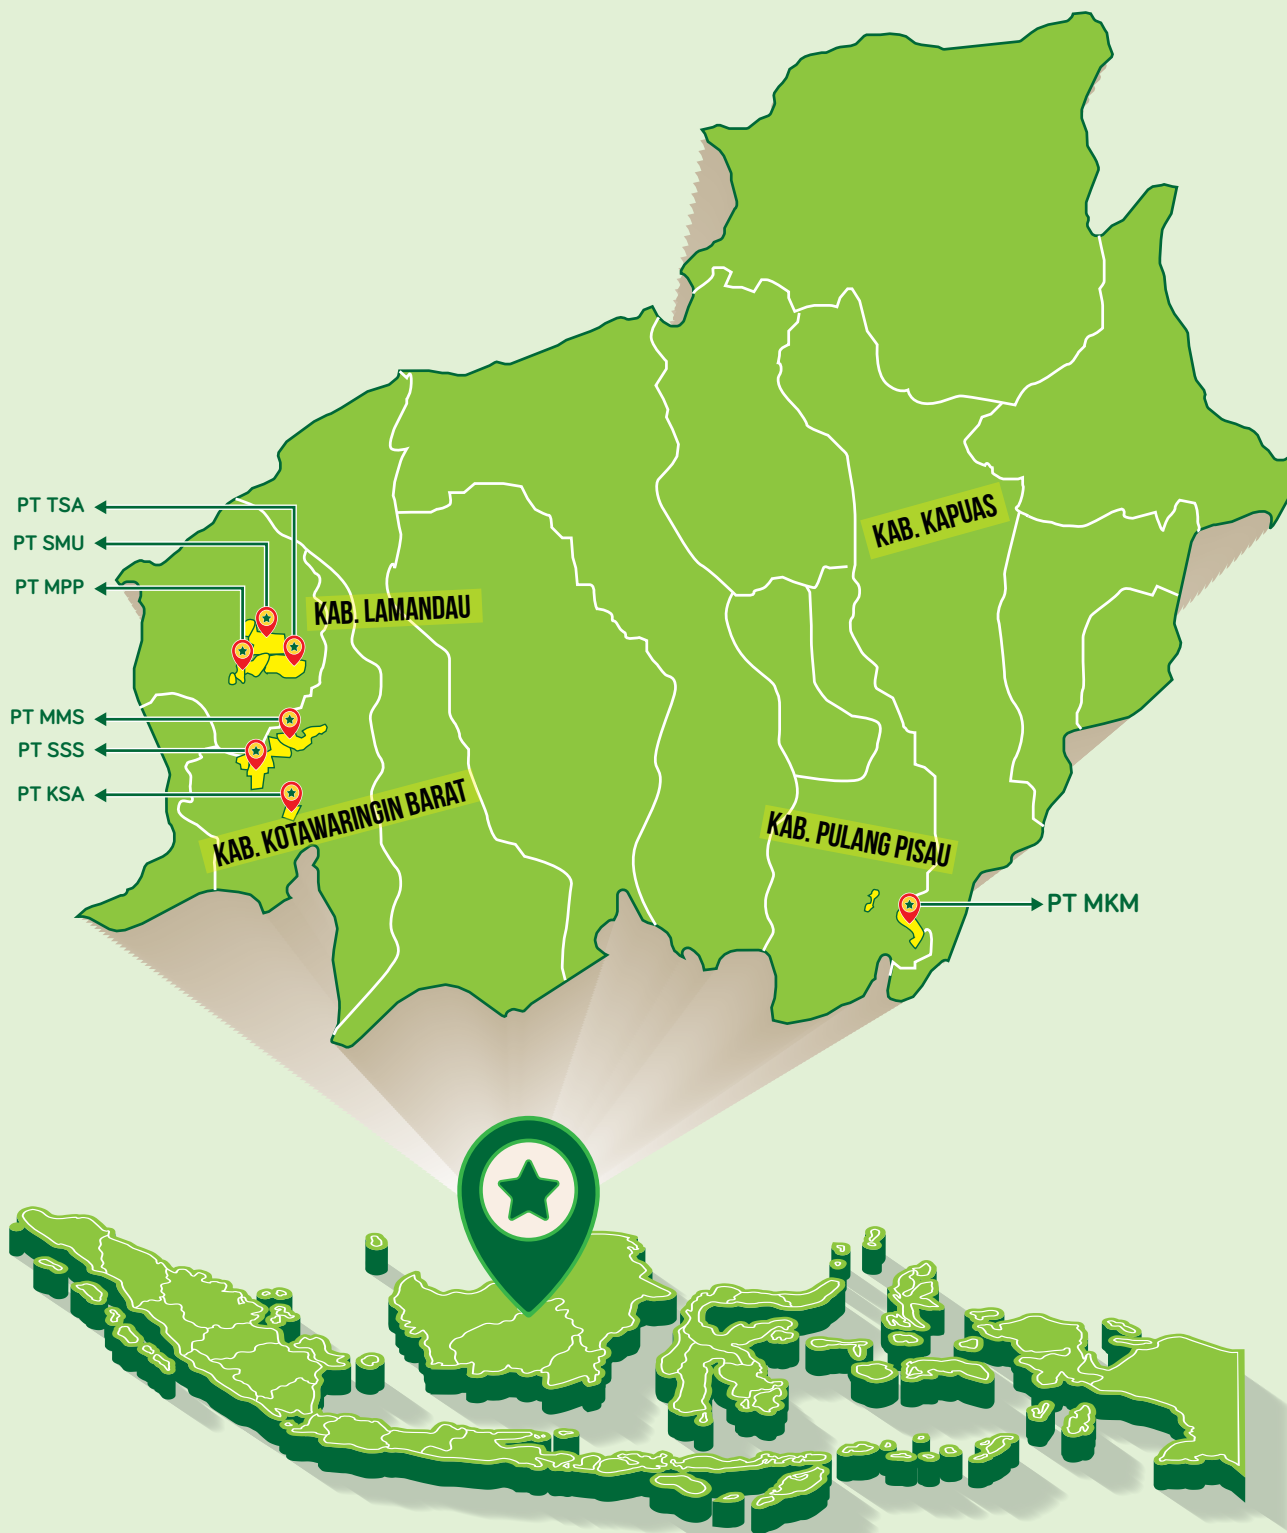 KAB. KAPUAS
PT TSA
PT SMU
PT MPP
KAB. LAMANDAU
PT MMS
PT SSS
PT KSA
KAB. KOTAWARINGIN BARAT
KAB. PULANG PISAU
PT MKM